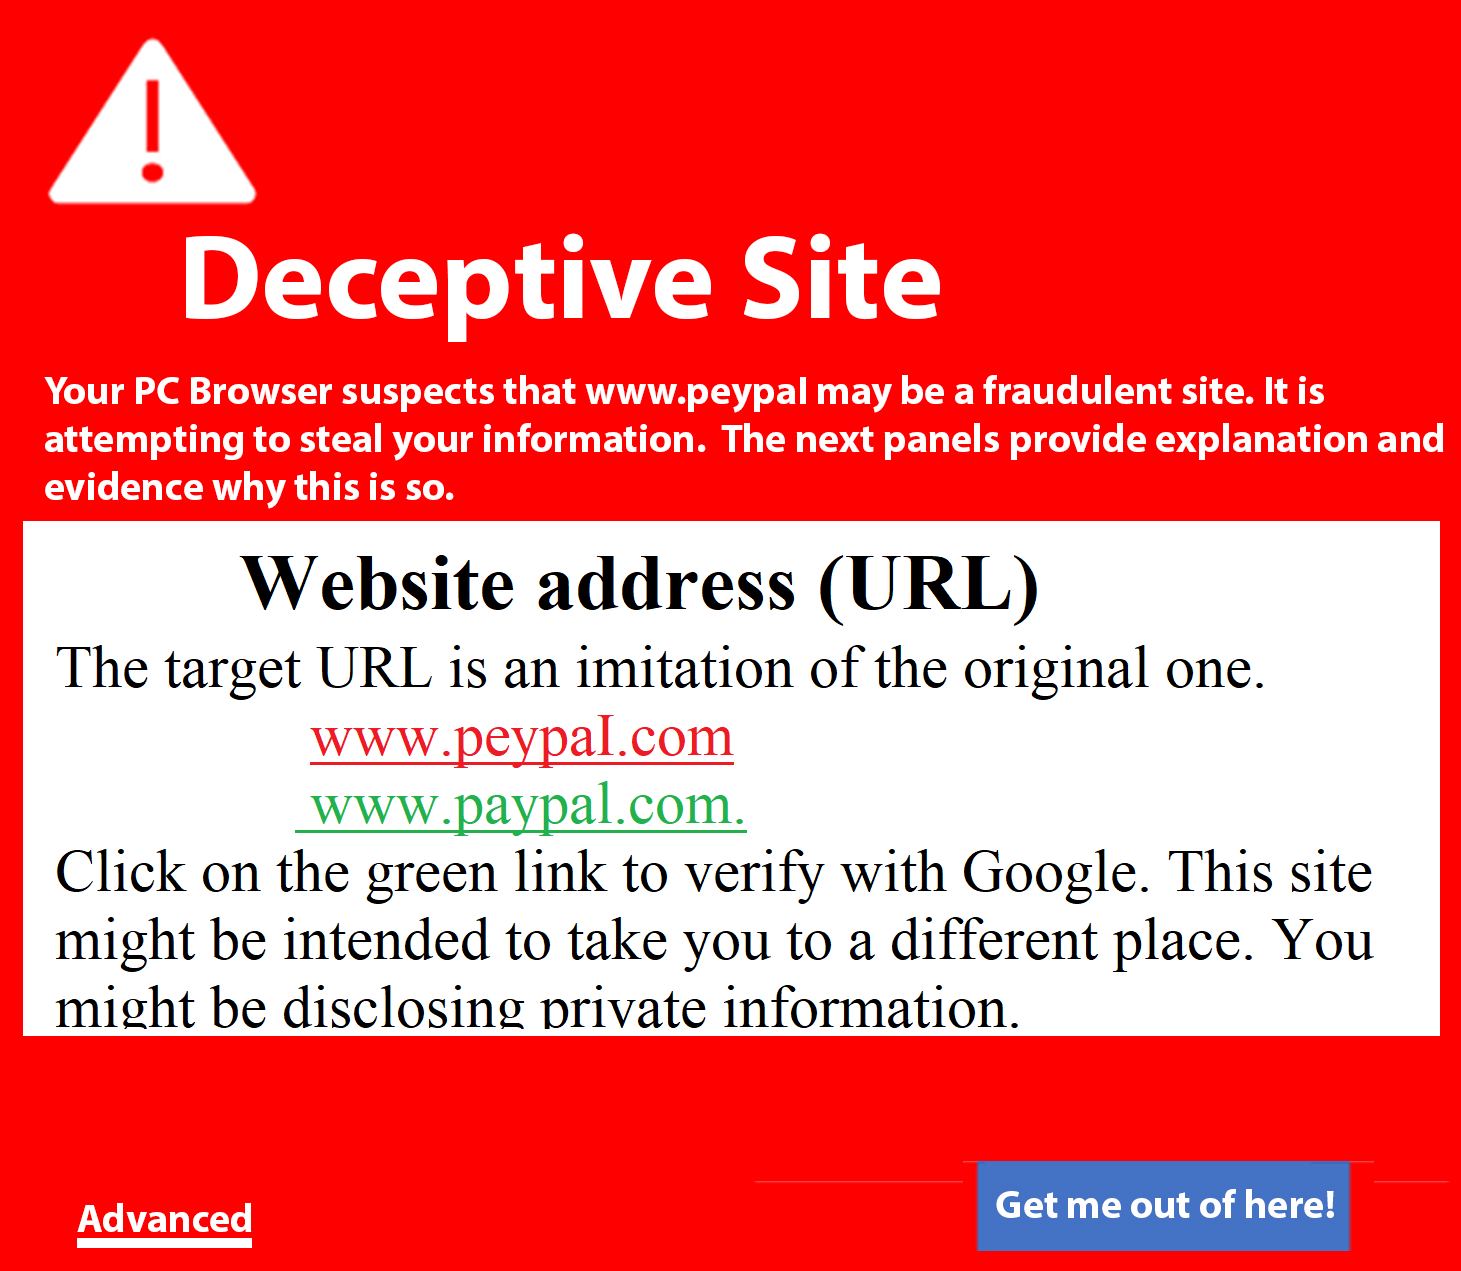 Deceptive Site
Your PC Browser suspects that www.peypaI may be a fraudulent site. It is
attempting to steal your information. The next panels provide explanation and
evidence why this is so.
Website address (URL)
The target URL is an imitation of the original one.
www.peypaI.com
www.paypal.com.
Click on the green link to verify with Google. This site
might be intended to take you to a different place. You
might be disclosing private information.
Advanced
Get me out of here!